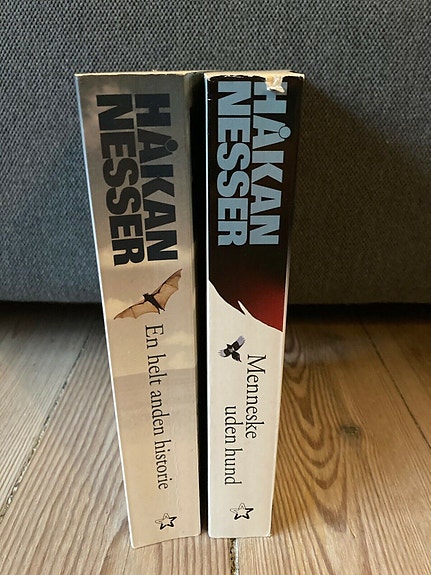 HÅKAN
NESSER
En helt anden historie
HÅKAN
NESSER
Menneske
uden hund